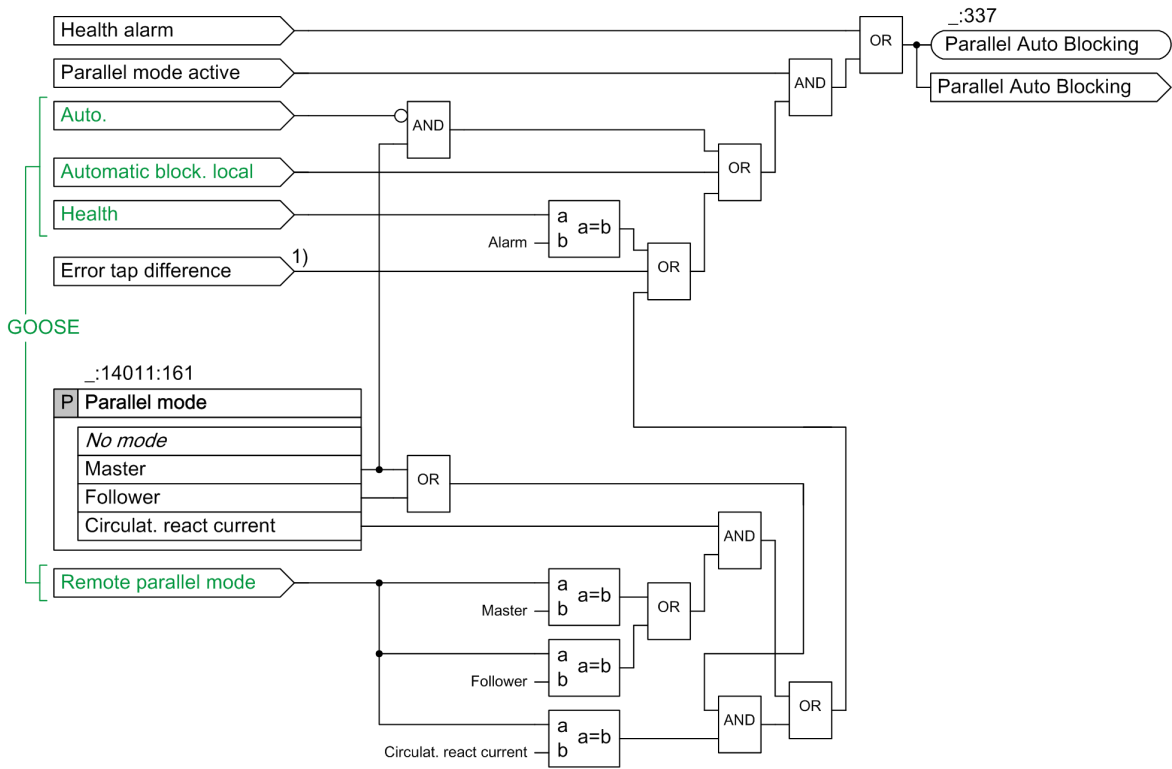 _:337
Health alarm
OR
Parallel Auto Blocking
Parallel mode active
AND
Parallel Auto Blocking
Auto.
AND
Automatic block. local
OR
Health
a
a=b
b
Alarm
1)
Error tap difference
OR
GOOSE
_:14011:161
P Parallel mode
No mode
Master
OR
Follower
Circulat. react current
AND
Remote parallel mode
a
a=b
b
Master
OR
a
a=b
b
Follower
AND
OR
a
a=b
b
Circulat. react current